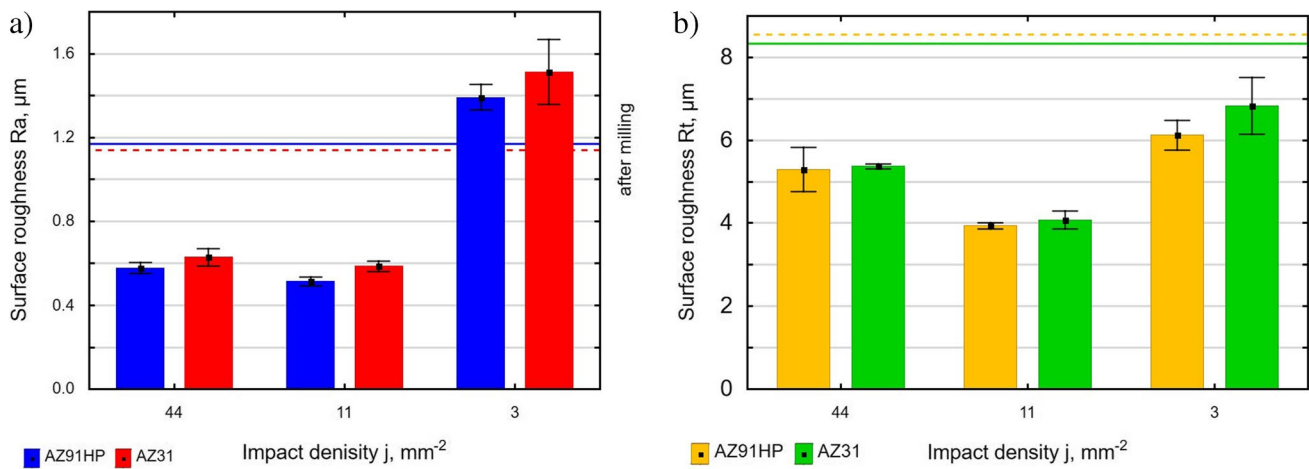 a)
Surface roughness Ra, µm
1.6
1.2
0.8
0.4
0.0
44 11 3
Impact denisity j, mm-2
AZ91HP AZ31
after milling
b)
Surface roughness Rt, µm
8
6
4
2
0
44 11 3
Impact denisity j, mm-2
AZ91HP AZ31